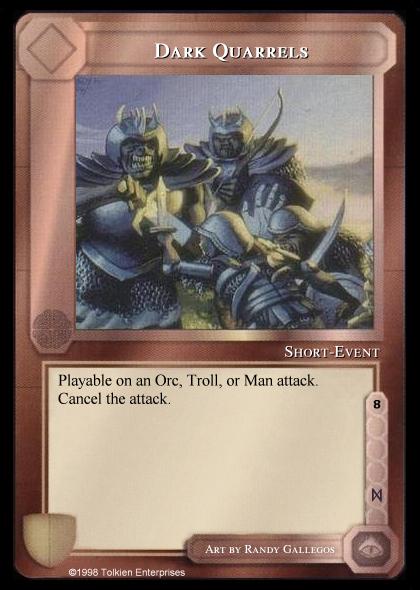 Dark Quarrels
Short-Event
Playable on an Orc, Troll, or Man attack.
Cancel the attack.
8
ᛞ
Art by Randy Gallegos
©1998 Tolkien Enterprises